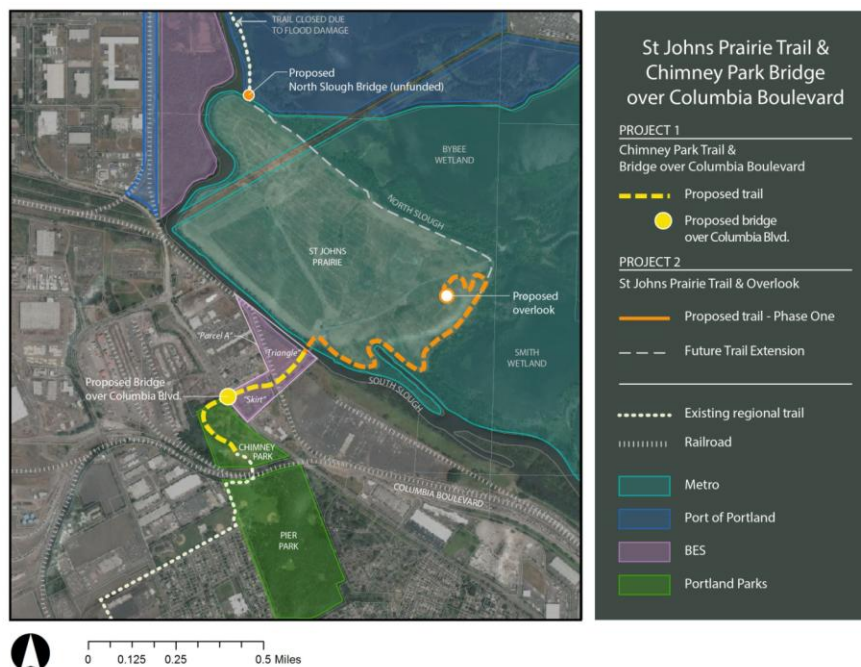 TRAIL CLOSED DUE
TO FLOOD DAMAGE
Proposed
North Slough Bridge (unfunded)
BYBEE
WETLAND
NORTH SLOUGH
ST JOHNS
PRAIRIE
Proposed
overlook
"Parcel A"
"Triangle"
SMITH
WETLAND
Proposed Bridge
over Columbia Blvd.
"Skirt"
SOUTH SLOUGH
CHIMNEY
PARK
COLUMBIA BOULEVARD
PIER
PARK
0 0.125 0.25 0.5 Miles
St Johns Prairie Trail &
Chimney Park Bridge
over Columbia Boulevard
PROJECT 1
Chimney Park Trail &
Bridge over Columbia Boulevard
Proposed trail
Proposed bridge
over Columbia Blvd.
PROJECT 2
St Johns Prairie Trail & Overlook
Proposed trail - Phase One
Future Trail Extension
Existing regional trail
Railroad
Metro
Port of Portland
BES
Portland Parks